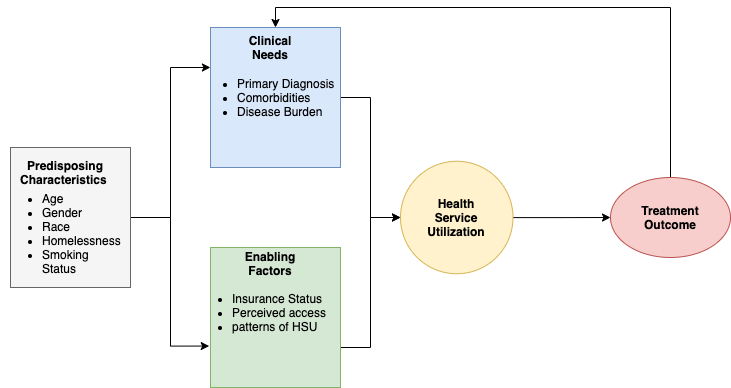 Clinical
Needs
Primary Diagnosis
Comorbidities
Disease Burden
Predisposing
Characteristics
Age
Gender
Race
Homelessness
Smoking
Status
Enabling
Factors
Insurance Status
Perceived access
patterns of HSU
Health
Service
Utilization
Treatment
Outcome